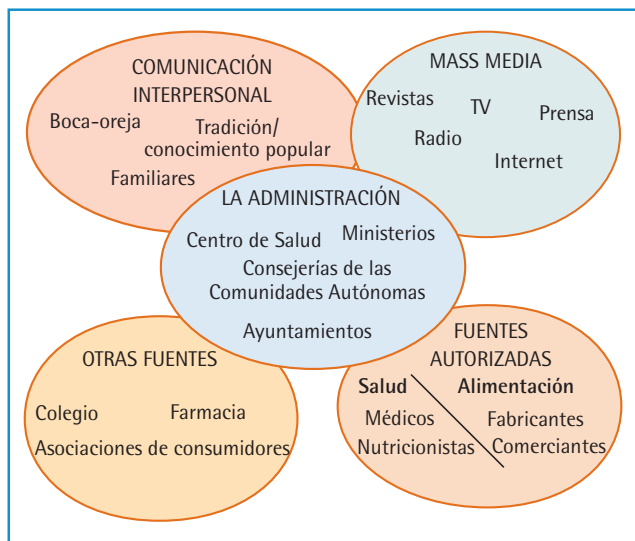 COMUNICACIÓN
INTERPERSONAL
Boca-oreja
Tradición/
conocimiento popular
Familiares
MASS MEDIA
Revistas
TV
Prensa
Radio
Internet
LA ADMINISTRACIÓN
Centro de Salud
Ministerios
Consejerías de las
Comunidades Autónomas
Ayuntamientos
OTRAS FUENTES
Colegio
Farmacia
Asociaciones de consumidores
FUENTES
AUTORIZADAS
Salud
Alimentación
Médicos
Fabricantes
Nutricionistas
Comerciantes